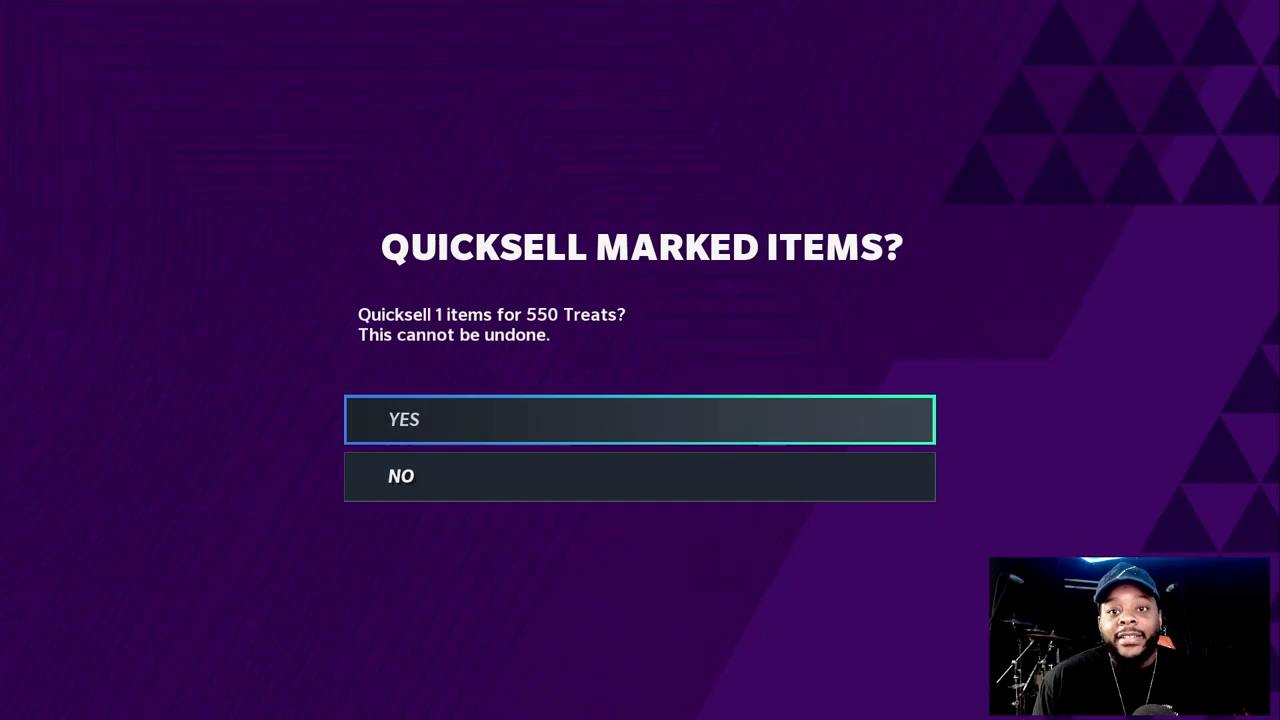 QUICKSELL MARKED ITEMS?
Quicksell 1 items for 550 Treats?
This cannot be undone.
YES
NO